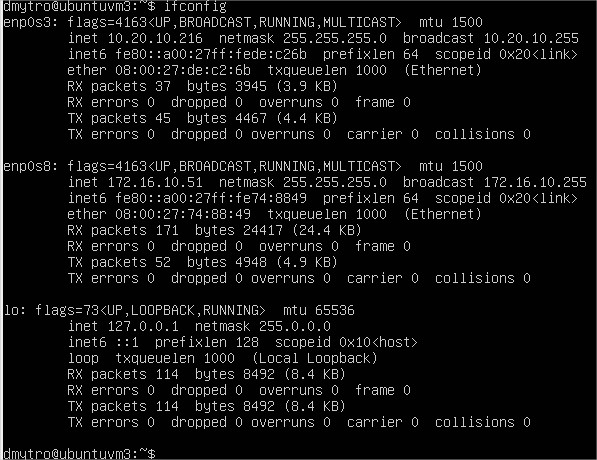 dmytro@ubuntuvm3:~$ ifconfig
enp0s3: flags=4163<UP,BROADCAST,RUNNING,MULTICAST>  mtu 1500
        inet 10.20.10.216  netmask 255.255.255.0  broadcast 10.20.10.255
        inet6 fe80::a00:27ff:fede:c26b  prefixlen 64  scopeid 0x20<link>
        ether 08:00:27:de:c2:6b  txqueuelen 1000  (Ethernet)
        RX packets 37  bytes 3945 (3.9 KB)
        RX errors 0  dropped 0  overruns 0  frame 0
        TX packets 45  bytes 4467 (4.4 KB)
        TX errors 0  dropped 0 overruns 0  carrier 0  collisions 0

enp0s8: flags=4163<UP,BROADCAST,RUNNING,MULTICAST>  mtu 1500
        inet 172.16.10.51  netmask 255.255.255.0  broadcast 172.16.10.255
        inet6 fe80::a00:27ff:fe74:8849  prefixlen 64  scopeid 0x20<link>
        ether 08:00:27:74:88:49  txqueuelen 1000  (Ethernet)
        RX packets 171  bytes 24417 (24.4 KB)
        RX errors 0  dropped 0  overruns 0  frame 0
        TX packets 52  bytes 4948 (4.9 KB)
        TX errors 0  dropped 0 overruns 0  carrier 0  collisions 0

lo: flags=73<UP,LOOPBACK,RUNNING>  mtu 65536
        inet 127.0.0.1  netmask 255.0.0.0
        inet6 ::1  prefixlen 128  scopeid 0x10<host>
        loop  txqueuelen 1000  (Local Loopback)
        RX packets 114  bytes 8492 (8.4 KB)
        RX errors 0  dropped 0  overruns 0  frame 0
        TX packets 114  bytes 8492 (8.4 KB)
        TX errors 0  dropped 0 overruns 0  carrier 0  collisions 0

dmytro@ubuntuvm3:~$